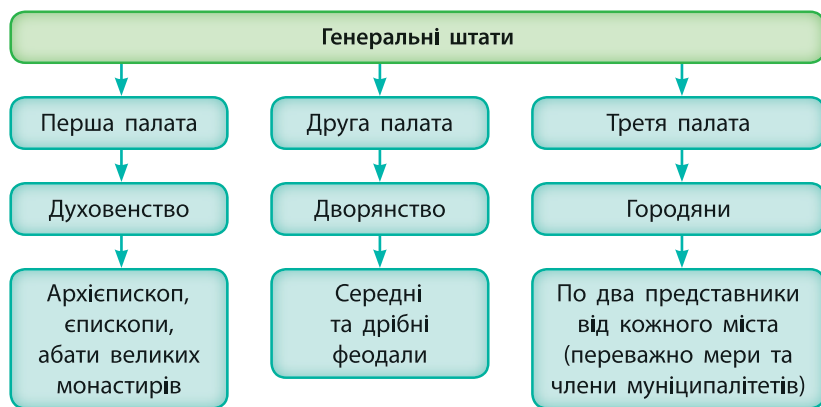 Генеральні штати
Перша палата
Друга палата
Третя палата
Духовенство
Дворянство
Городяни
Архієпископ,
єпископи,
абати великих
монастирів
Середні
та дрібні
феодали
По два представники
від кожного міста
(переважно мери та
члени муніципалітетів)